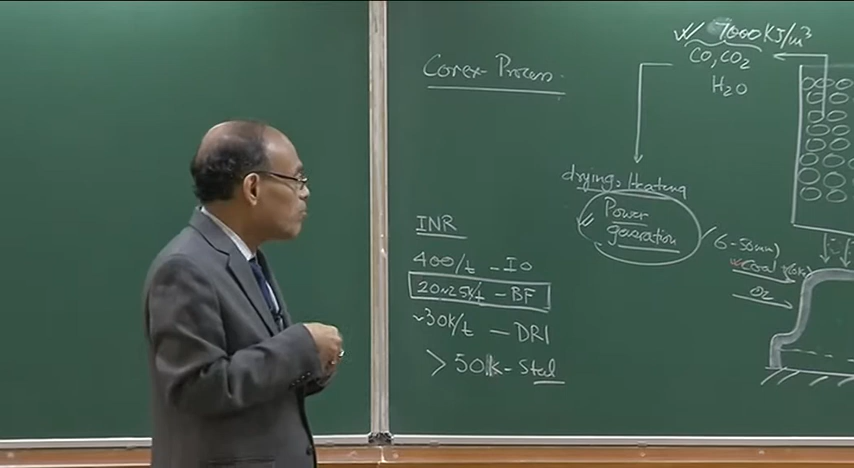 Corex-Process.
7000 KJ/m³
CO, CO₂
H₂O
drying, Heating
Power
generation
6-50mm
Coal
O₂
INR
400/t - IO
20~25K/t - BF
~30K/t - DRI
>50K - Steel